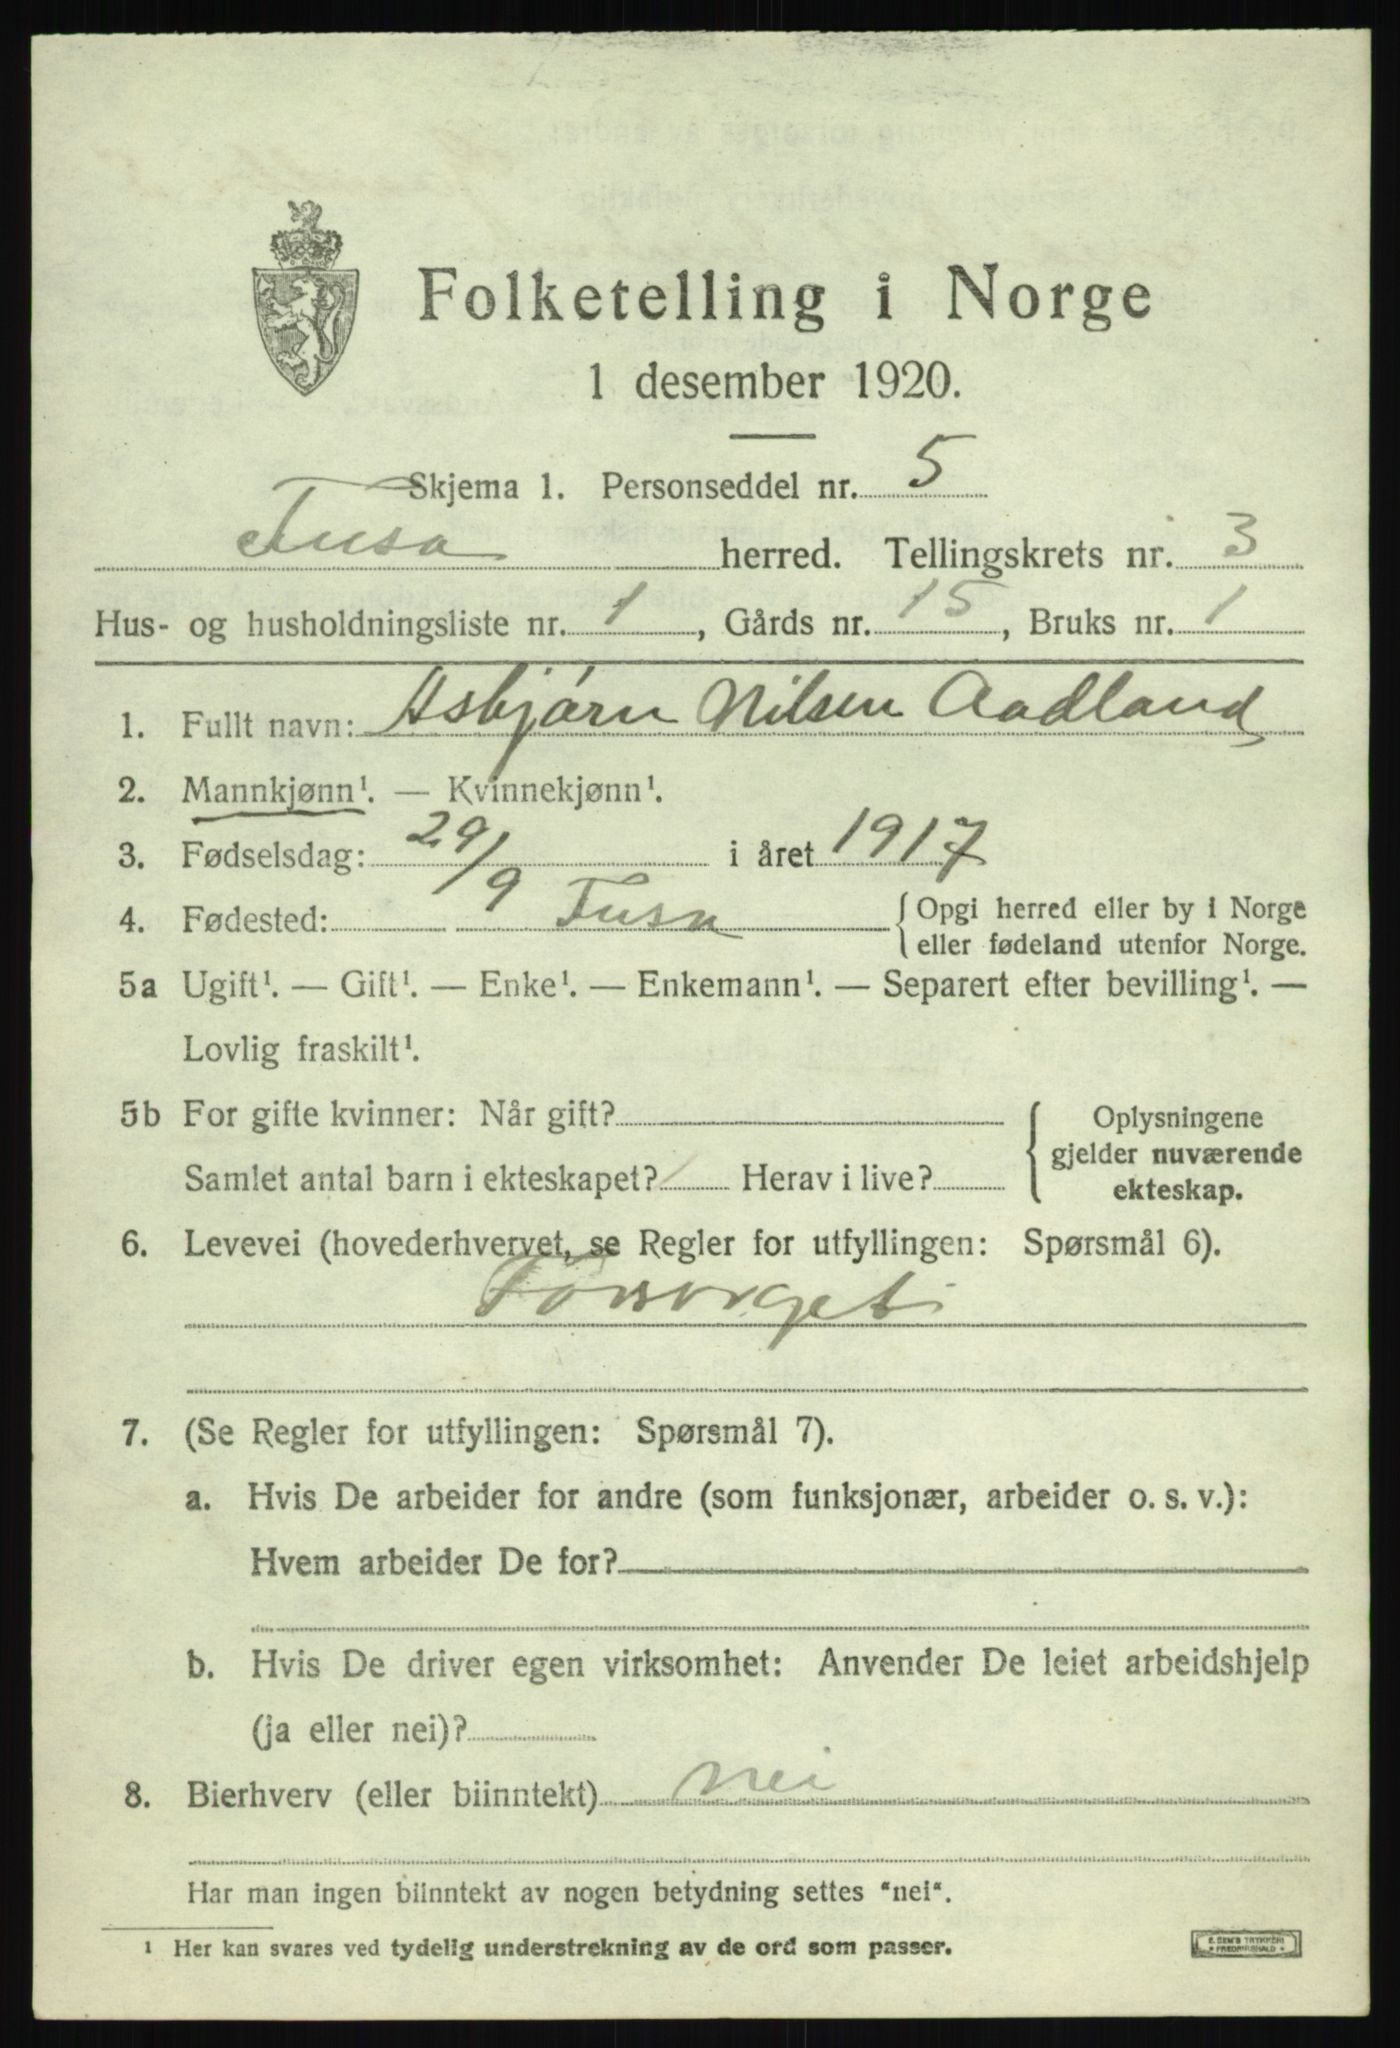 Folketelling i Norge
1 desember 1920.
Skjema 1. Personseddel nr. 5
Fusa herred. Tellingskrets nr. 3
Hus- og husholdningsliste nr. 1, Gårds nr. 15, Bruks nr. 1
1. Fullt navn: Asbjørn Nilsen Aadland
2. Mannkjønn¹. — Kvinnekjønn¹.
3. Fødselsdag: 29/9 i året 1917
4. Fødested: Fusa { Opgi herred eller by i Norge
eller fødeland utenfor Norge.
5a Ugift¹. — Gift¹. — Enke¹. — Enkemann¹. — Separert efter bevilling¹. —
Lovlig fraskilt¹.
5b For gifte kvinner: Når gift? { Oplysningene
gjelder nuværende
Samlet antal barn i ekteskapet? / Herav i live? ekteskap.
6. Levevei (hovederhvervet, se Regler for utfyllingen: Spørsmål 6).
Forsørget
7. (Se Regler for utfyllingen: Spørsmål 7).
a. Hvis De arbeider for andre (som funksjonær, arbeider o. s. v.):
Hvem arbeider De for?
b. Hvis De driver egen virksomhet: Anvender De leiet arbeidshjelp
(ja eller nei)?
8. Bierhverv (eller biinntekt) nei
Har man ingen biinntekt av nogen betydning settes "nei".
¹ Her kan svares ved tydelig understrekning av de ord som passer.
E. SEM'S TRYKKERI
FREDRIKSHALD